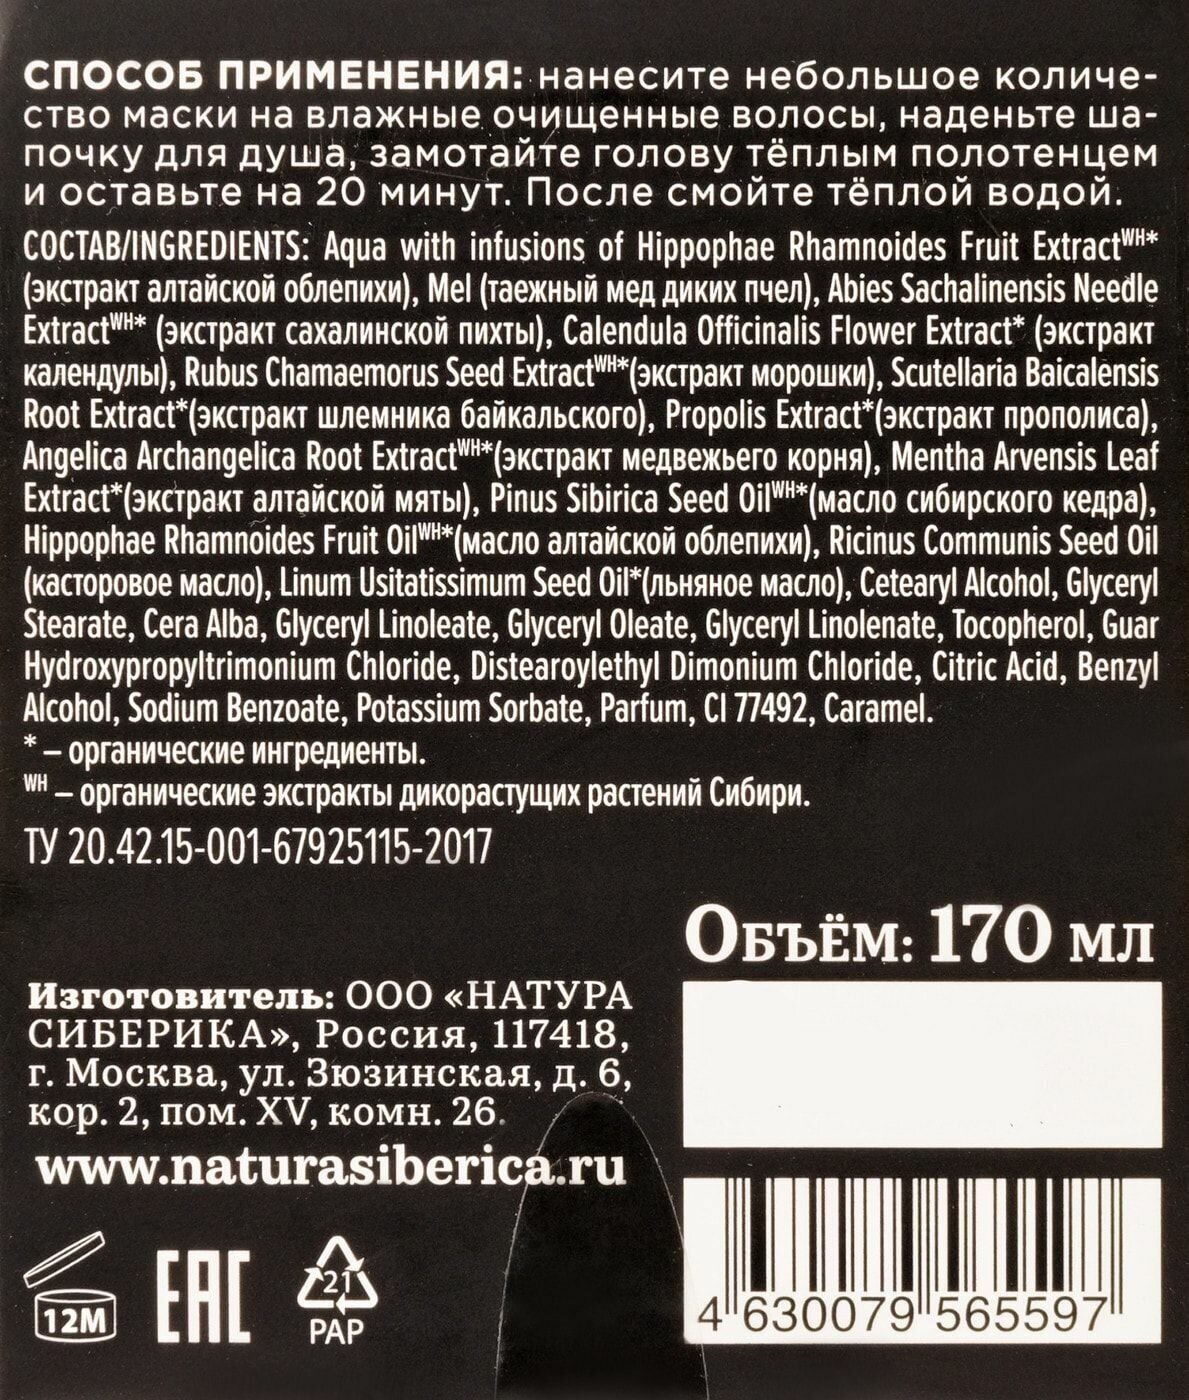 СПОСОБ ПРИМЕНЕНИЯ: нанесите небольшое количе-
ство маски на влажные очищенные волосы, наденьте ша-
почку для душа, замотайте голову тёплым полотенцем
и оставьте на 20 минут. После смойте тёплой водой.
СОСТАВ/INGREDIENTS: Aqua with infusions of Hippophae Rhamnoides Fruit Extractᵂᴴ*
(экстракт алтайской облепихи), Mel (таежный мед диких пчел), Abies Sachalinensis Needle
Extractᵂᴴ* (экстракт сахалинской пихты), Calendula Officinalis Flower Extract* (экстракт
календулы), Rubus Chamaemorus Seed Extractᵂᴴ*(экстракт морошки), Scutellaria Baicalensis
Root Extract*(экстракт шлемника байкальского), Propolis Extract*(экстракт прополиса),
Angelica Archangelica Root Extractᵂᴴ*(экстракт медвежьего корня), Mentha Arvensis Leaf
Extract*(экстракт алтайской мяты), Pinus Sibirica Seed Oilᵂᴴ*(масло сибирского кедра),
Hippophae Rhamnoides Fruit Oilᵂᴴ*(масло алтайской облепихи), Ricinus Communis Seed Oil
(касторовое масло), Linum Usitatissimum Seed Oil*(льняное масло), Cetearyl Alcohol, Glyceryl
Stearate, Cera Alba, Glyceryl Linoleate, Glyceryl Oleate, Glyceryl Linolenate, Tocopherol, Guar
Hydroxypropyltrimonium Chloride, Distearoylethyl Dimonium Chloride, Citric Acid, Benzyl
Alcohol, Sodium Benzoate, Potassium Sorbate, Parfum, CI 77492, Caramel.
* – органические ингредиенты.
ᵂᴴ – органические экстракты дикорастущих растений Сибири.
ТУ 20.42.15-001-67925115-2017
Объём: 170 мл
Изготовитель: ООО «НАТУРА
СИБЕРИКА», Россия, 117418,
г. Москва, ул. Зюзинская, д. 6,
кор. 2, пом. XV, комн. 26.
www.naturasiberica.ru
12M
EAC
21
PAP
4 630079 565597